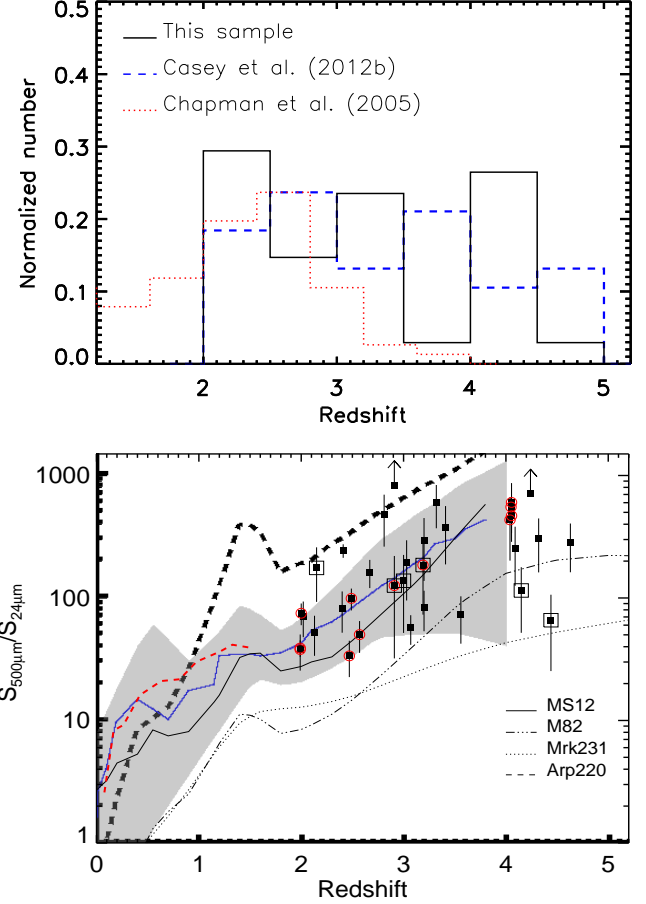 0.5
This sample
Casey et al. (2012b)
0.4
Chapman et al. (2005)
0.3
Normalized number
0.2
0.1
0.0
2 3 4 5
Redshift
1000
100
S500μm/S24μm
10
MS12
M82
Mrk231
Arp220
1
0 1 2 3 4 5
Redshift